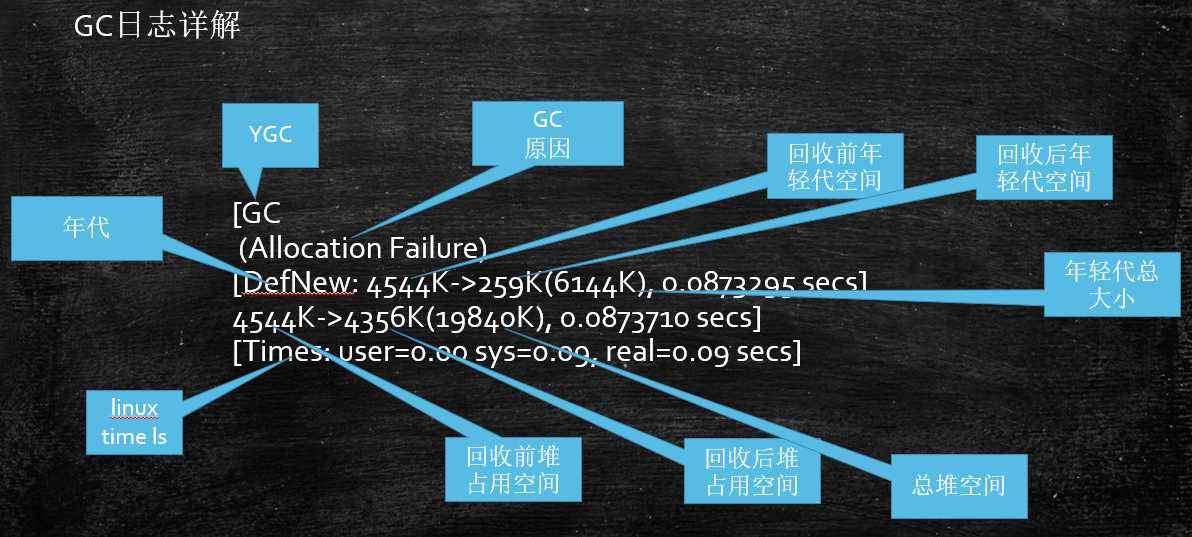 GC日志详解
YGC
GC
原因
回收前年
轻代空间
回收后年
轻代空间
年代
[GC
(Allocation Failure)
[DefNew: 4544K->259K(6144K), 0.0873295 secs]
4544K->4356K(19840K), 0.0873710 secs]
[Times: user=0.00 sys=0.09, real=0.09 secs]
年轻代总
大小
linux
time ls
回收前堆
占用空间
回收后堆
占用空间
总堆空间